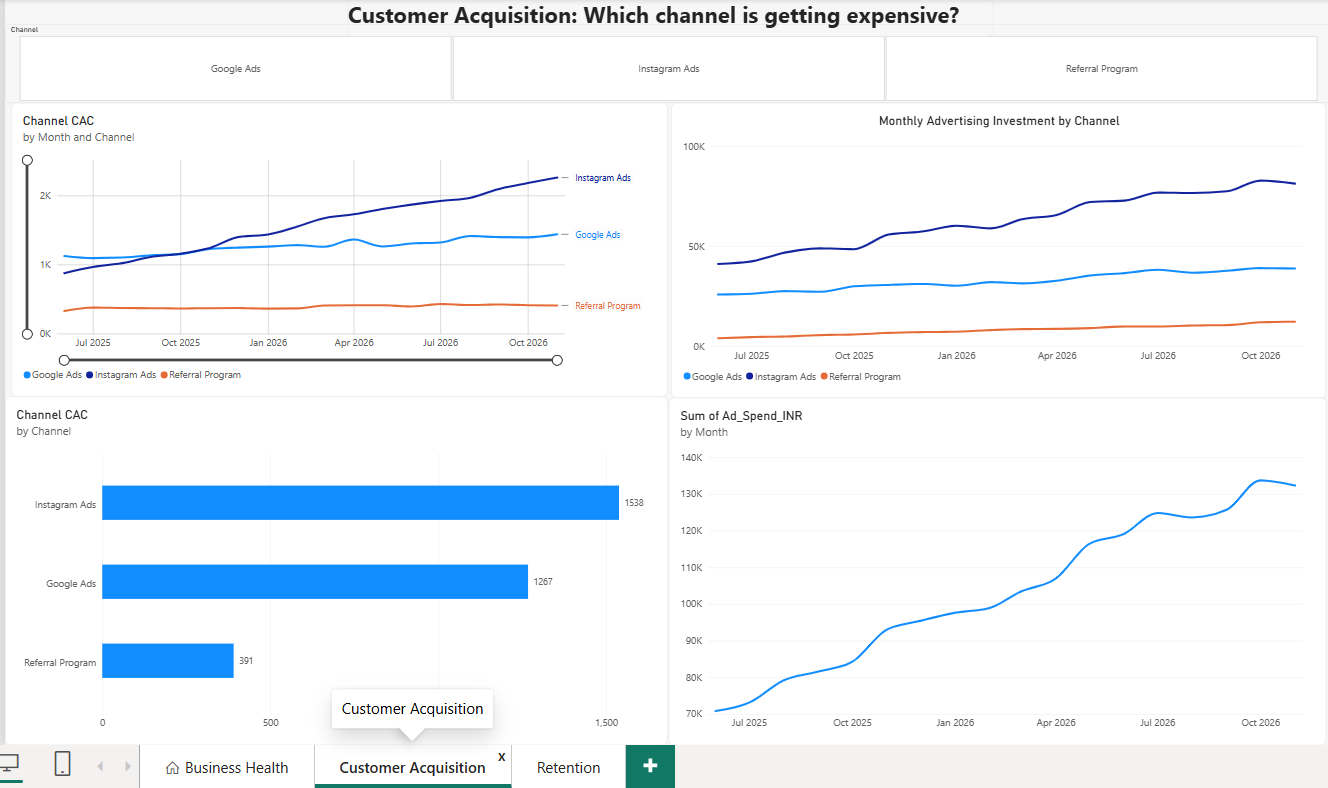 Customer Acquisition: Which channel is getting expensive?
Channel
Google Ads
Instagram Ads
Referral Program
Channel CAC
by Month and Channel
2K
1K
0K
Instagram Ads
Google Ads
Referral Program
Jul 2025 Oct 2025 Jan 2026 Apr 2026 Jul 2026 Oct 2026
Google Ads Instagram Ads Referral Program
Monthly Advertising Investment by Channel
100K
50K
0K
Jul 2025 Oct 2025 Jan 2026 Apr 2026 Jul 2026 Oct 2026
Google Ads Instagram Ads Referral Program
Channel CAC
by Channel
Instagram Ads 1538
Google Ads 1267
Referral Program 391
0 500 1,500
Sum of Ad_Spend_INR
by Month
140K
130K
120K
110K
100K
90K
80K
70K
Jul 2025 Oct 2025 Jan 2026 Apr 2026 Jul 2026 Oct 2026
Customer Acquisition
Business Health
Customer Acquisition
x
Retention